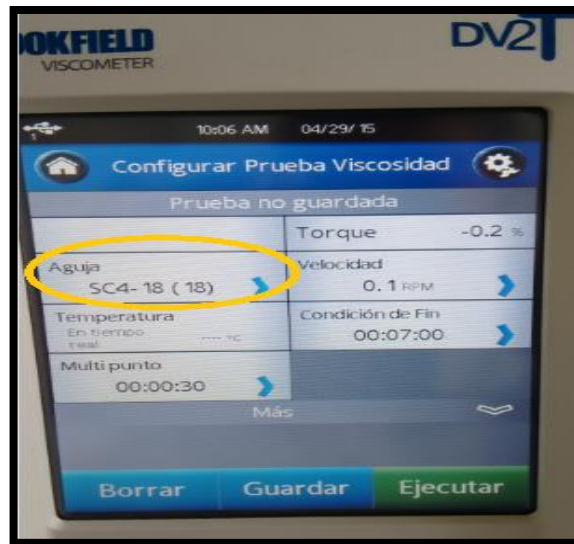 OOKFIELD DV2T
VISCOMETER
1 10:06 AM 04/29/15
Configurar Prueba Viscosidad
Prueba no guardada
Torque -0.2 %
Aguja Velocidad
SC4-18 (18) 0.1 RPM
Temperatura Condición de Fin
En tiempo real ---- °C 00:07:00
Multi punto
00:00:30
Más
Borrar Guardar Ejecutar